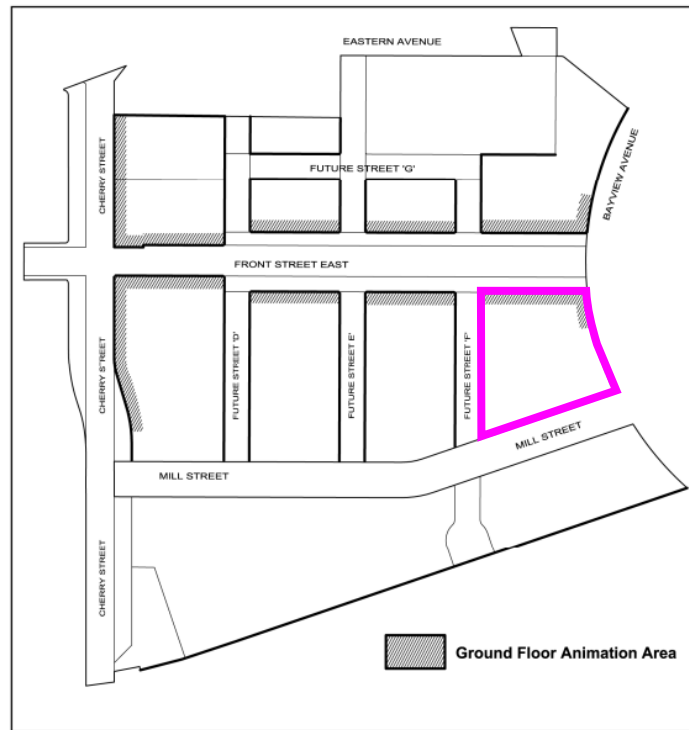 EASTERN AVENUE
CHERRY STREET
FUTURE STREET 'G'
BAYVIEW AVENUE
FRONT STREET EAST
CHERRY STREET
FUTURE STREET 'D'
FUTURE STREET E'
FUTURE STREET 'F'
MILL STREET
MILL STREET
CHERRY STREET
Ground Floor Animation Area